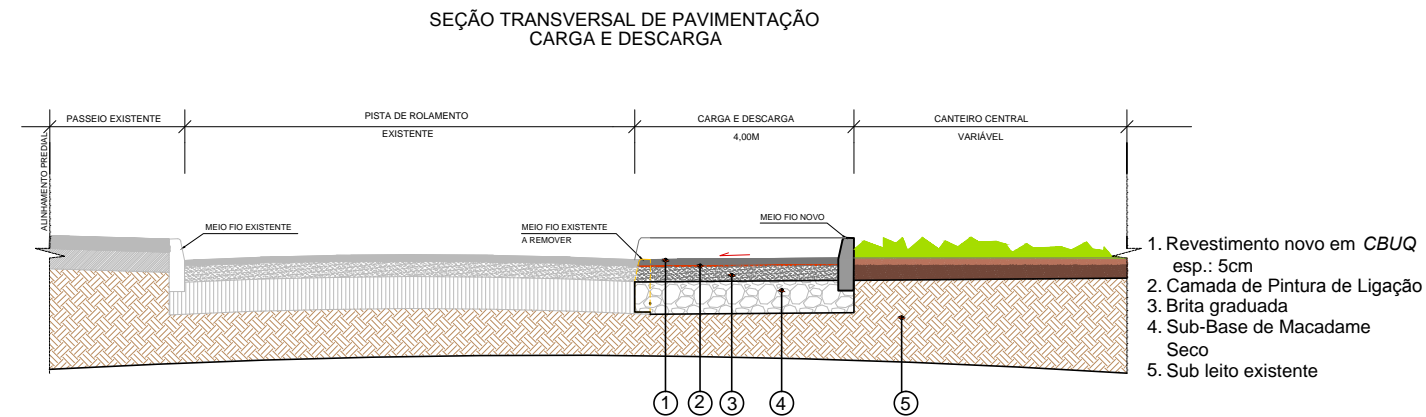 SEÇÃO TRANSVERSAL DE PAVIMENTAÇÃO
CARGA E DESCARGA
PASSEIO EXISTENTE
PISTA DE ROLAMENTO
EXISTENTE
CARGA E DESCARGA
4,00M
CANTEIRO CENTRAL
VARIÁVEL
ALINHAMENTO PREDIAL
MEIO FIO EXISTENTE
MEIO FIO EXISTENTE
A REMOVER
MEIO FIO NOVO
1. Revestimento novo em CBUQ
esp.: 5cm
2. Camada de Pintura de Ligação
3. Brita graduada
4. Sub-Base de Macadame
Seco
5. Sub leito existente
1 2 3 4 5